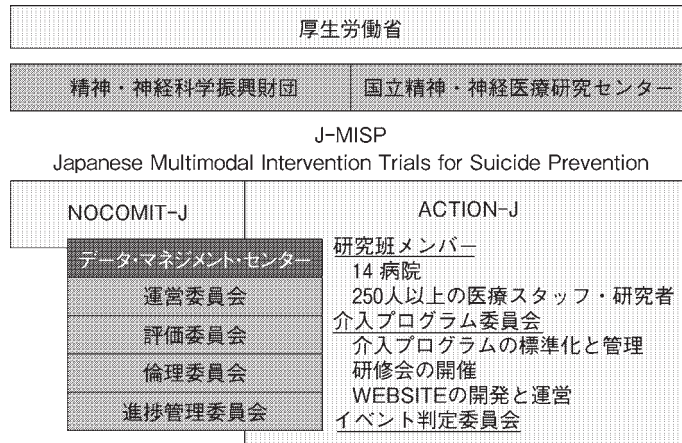 厚生労働省
精神・神経科学振興財団 国立精神・神経医療研究センター
J-MISP
Japanese Multimodal Intervention Trials for Suicide Prevention
NOCOMIT-J
データ・マネジメント・センター
運営委員会
評価委員会
倫理委員会
進捗管理委員会
ACTION-J
研究班メンバー
14 病院
250人以上の医療スタッフ・研究者
介入プログラム委員会
介入プログラムの標準化と管理
研修会の開催
WEBSITEの開発と運営
イベント判定委員会